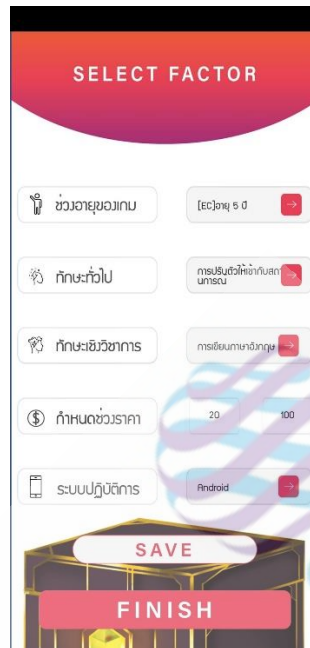 SELECT FACTOR
ช่วงอายุของเกม
[EC]อายุ 5 ปี
ทักษะทั่วไป
การปรับตัวให้เข้ากับสถา
นการณ
ทักษะเชิงวิชาการ
การเขียนภาษาอังกฤษ
กำหนดช่วงราคา
20
100
ระบบปฏิบัติการ
Android
SAVE
FINISH